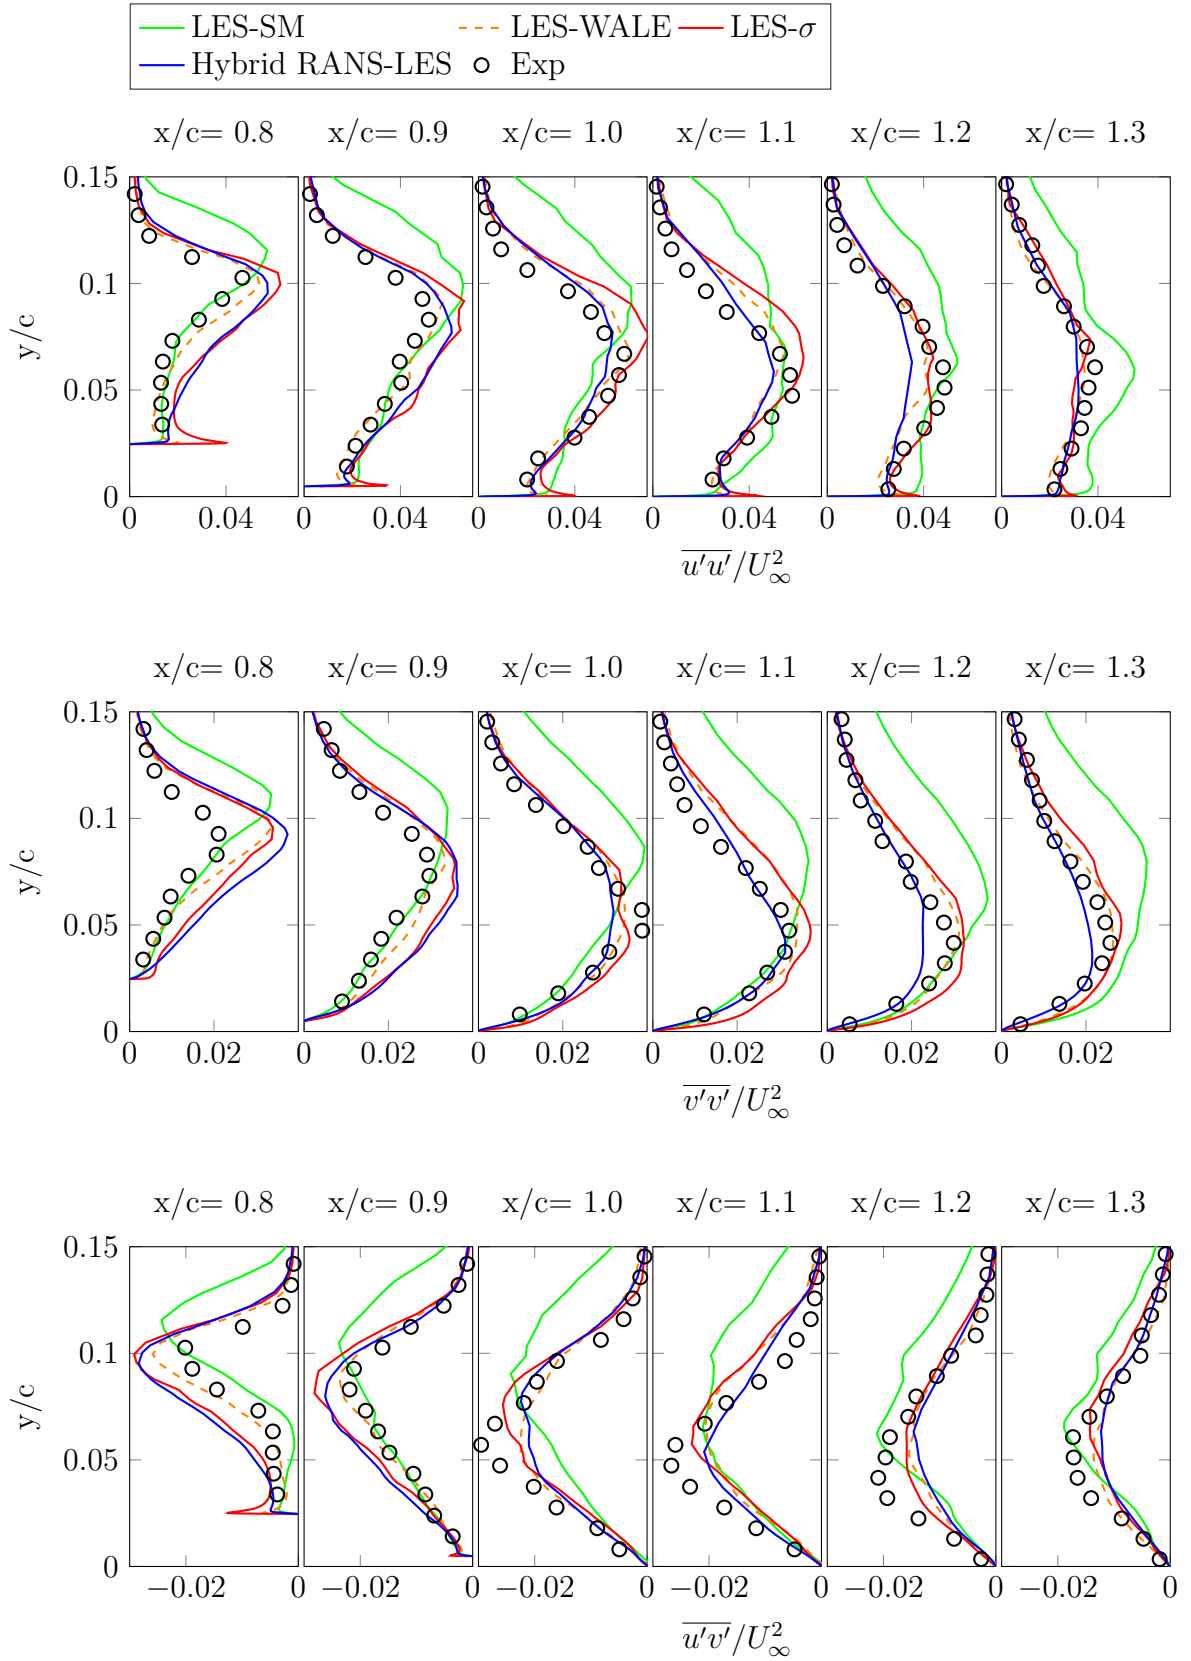 LES-SM LES-WALE LES-σ
Hybrid RANS-LES Exp
x/c= 0.8 x/c= 0.9 x/c= 1.0 x/c= 1.1 x/c= 1.2 x/c= 1.3
0.15
0.1
0.05
0
y/c
0 0.04 0 0.04 0 0.04 0 0.04 0 0.04 0 0.04
u′u′/U∞²
x/c= 0.8 x/c= 0.9 x/c= 1.0 x/c= 1.1 x/c= 1.2 x/c= 1.3
0.15
0.1
0.05
0
y/c
0 0.02 0 0.02 0 0.02 0 0.02 0 0.02 0 0.02
v′v′/U∞²
x/c= 0.8 x/c= 0.9 x/c= 1.0 x/c= 1.1 x/c= 1.2 x/c= 1.3
0.15
0.1
0.05
0
y/c
−0.02 0 −0.02 0 −0.02 0 −0.02 0 −0.02 0 −0.02 0
u′v′/U∞²